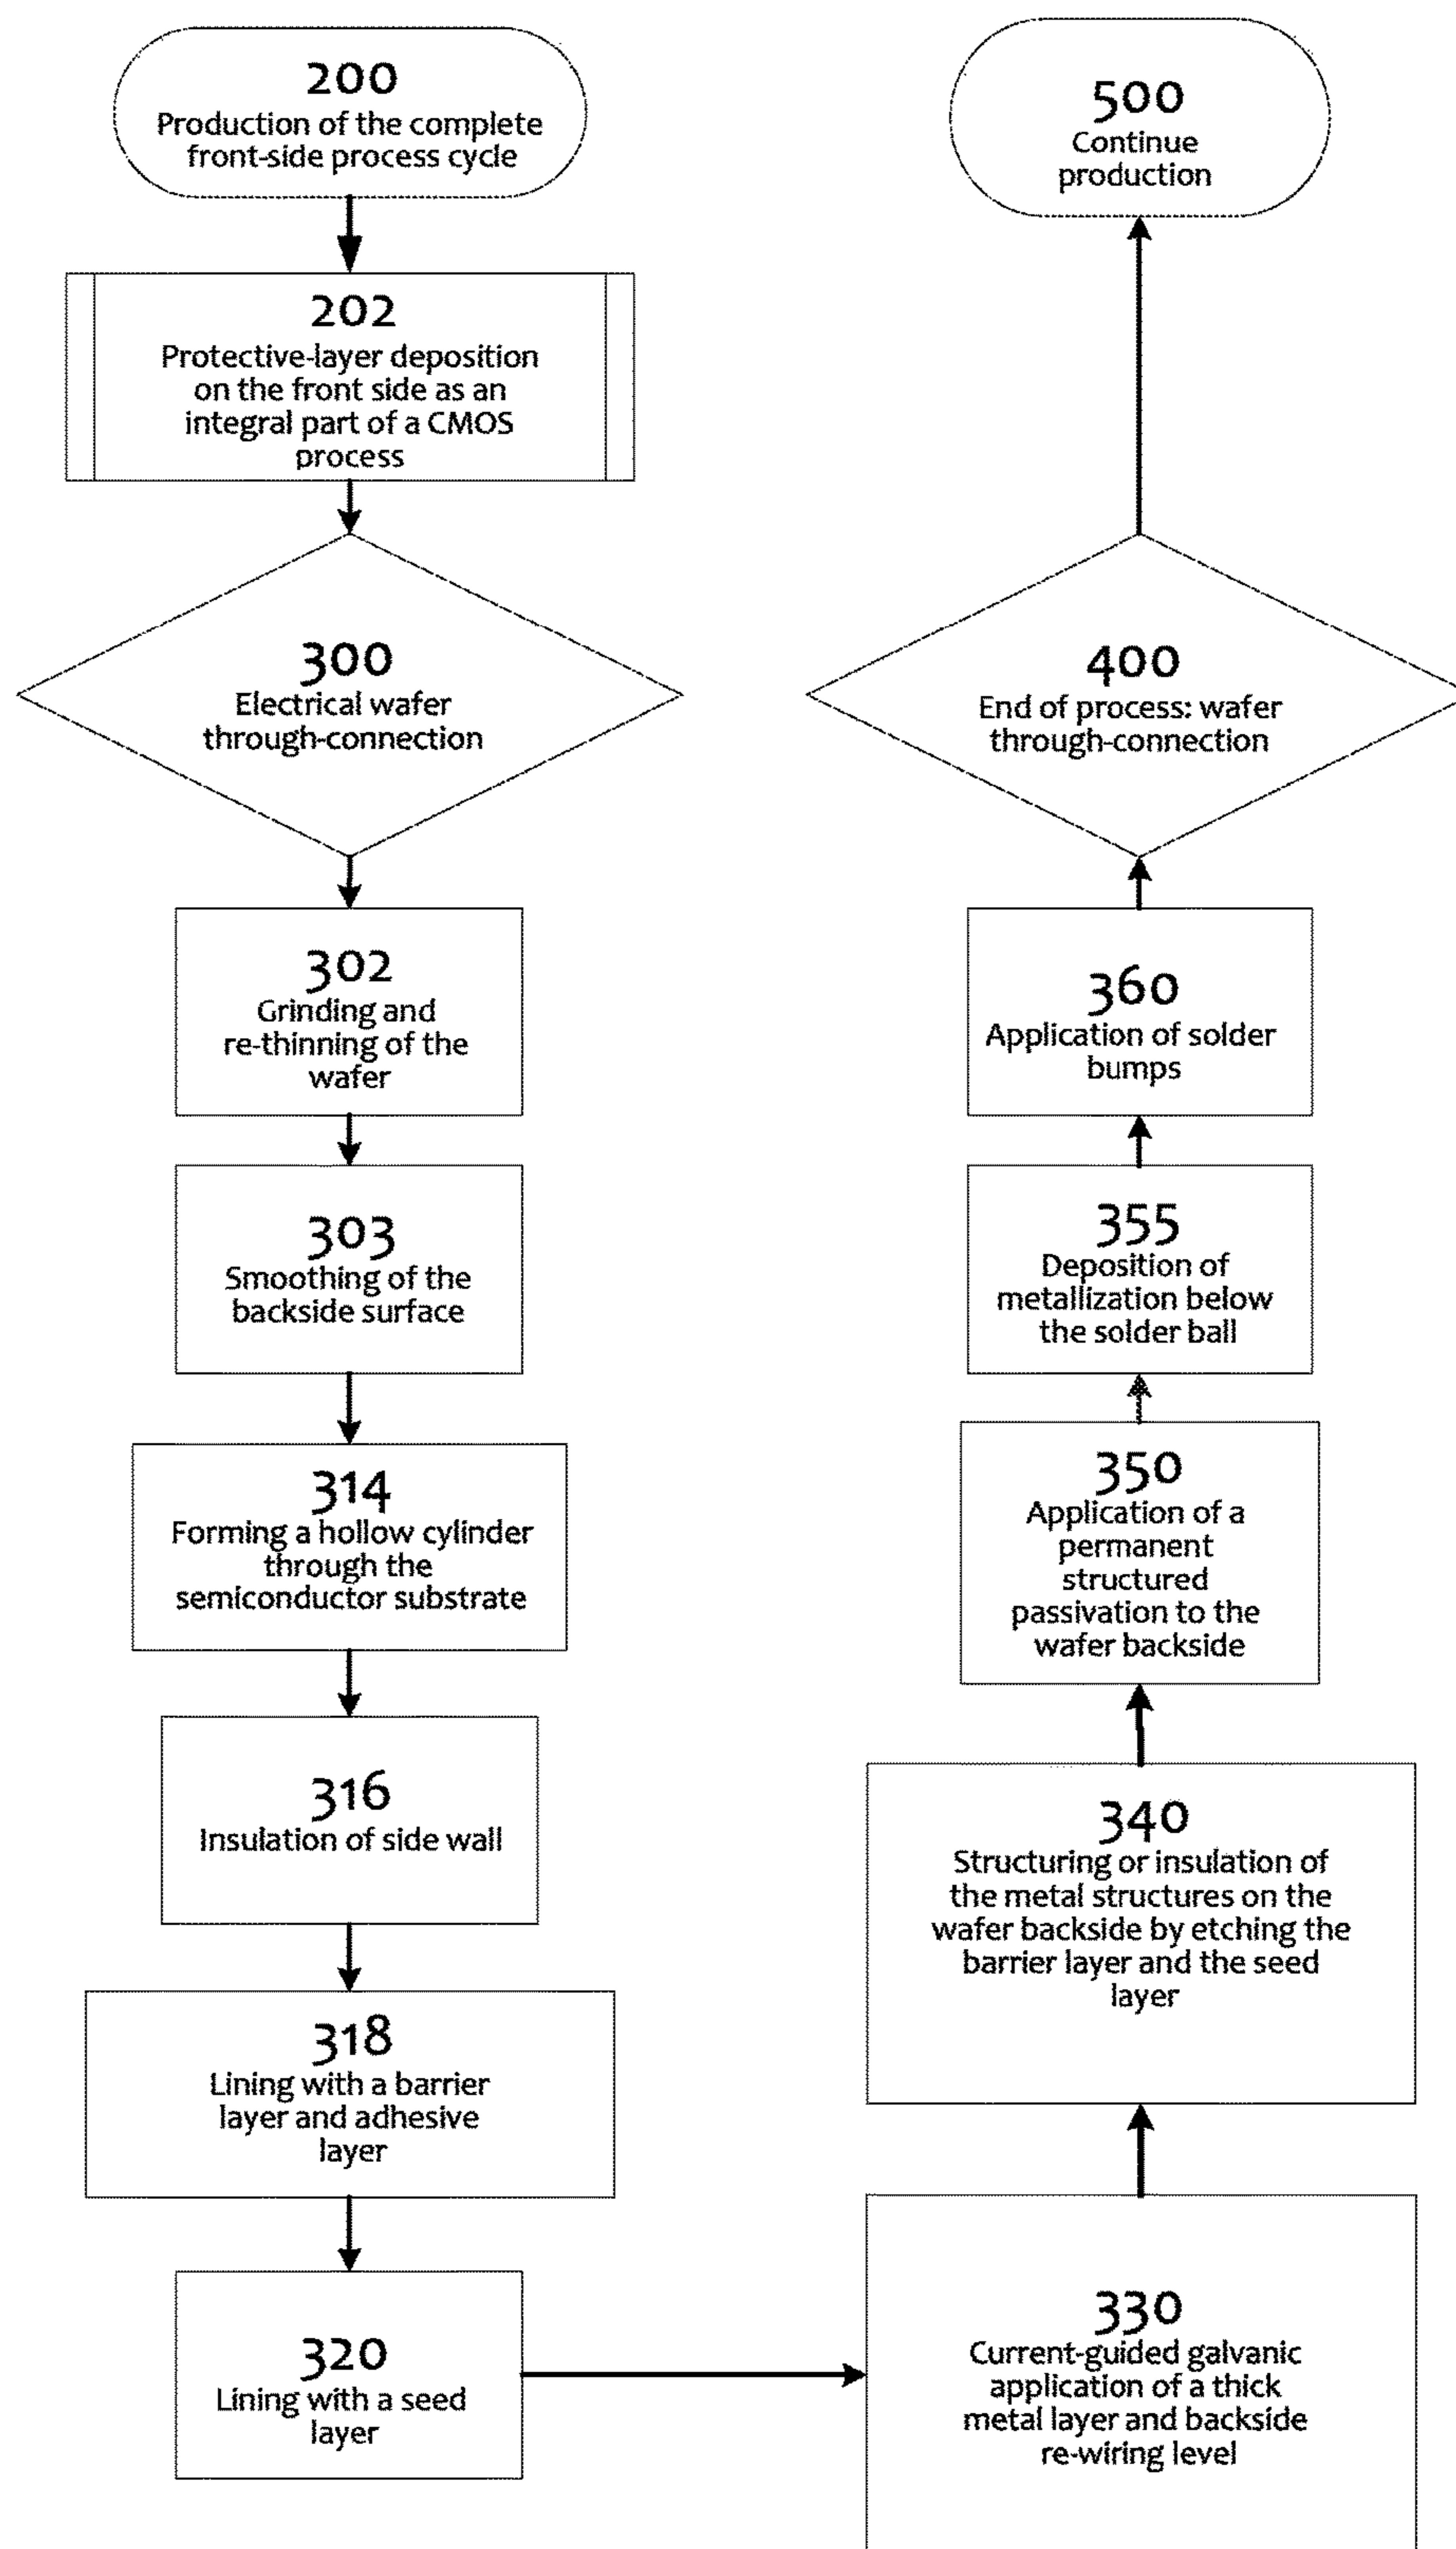 200
Production of the complete
front-side process cycle
202
Protective-layer deposition
on the front side as an
integral part of a CMOS
process
300
Electrical wafer
through-connection
302
Grinding and
re-thinning of the
wafer
303
Smoothing of the
backside surface
314
Forming a hollow cylinder
through the
semiconductor substrate
316
Insulation of side wall
318
Lining with a barrier
layer and adhesive
layer
320
Lining with a seed
layer
330
Current-guided galvanic
application of a thick
metal layer and backside
re-wiring level
340
Structuring or insulation of
the metal structures on the
wafer backside by etching the
barrier layer and the seed
layer
350
Application of a
permanent
structured
passivation to the
wafer backside
355
Deposition of
metallization below
the solder ball
360
Application of solder
bumps
400
End of process: wafer
through-connection
500
Continue
production